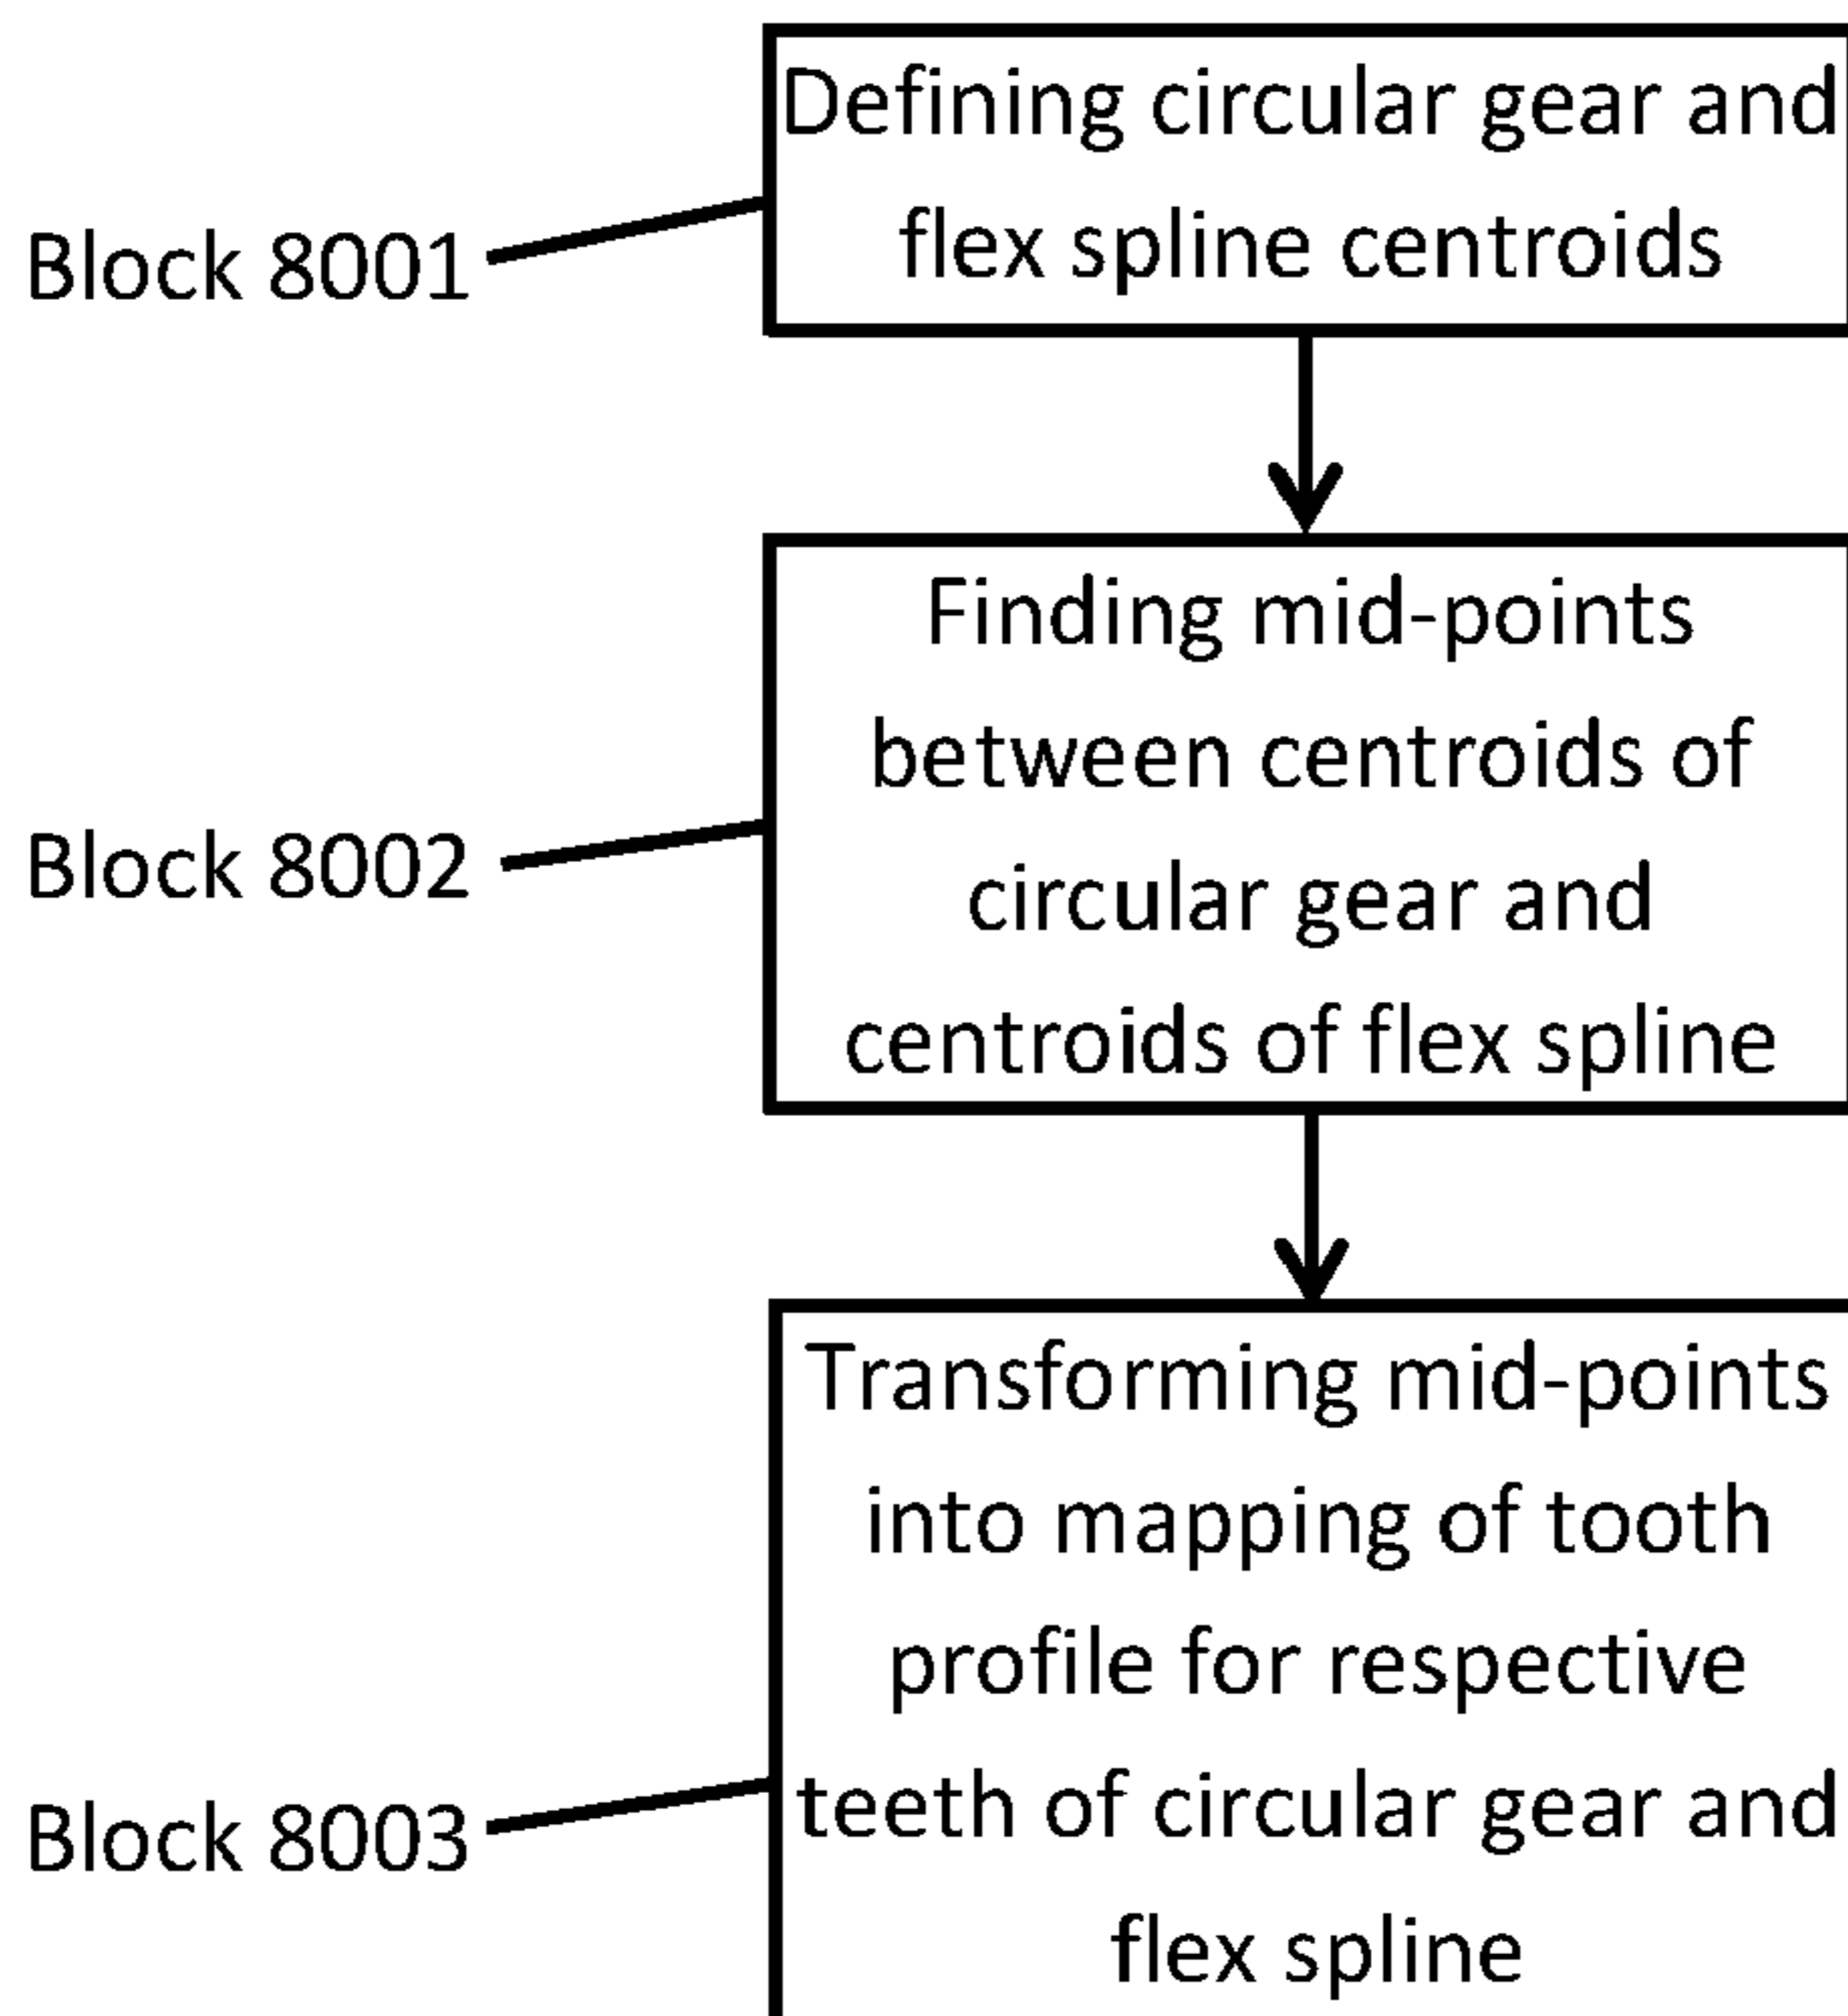 Defining circular gear and
flex spline centroids
Block 8001
Finding mid-points
between centroids of
circular gear and
centroids of flex spline
Block 8002
Transforming mid-points
into mapping of tooth
profile for respective
teeth of circular gear and
flex spline
Block 8003